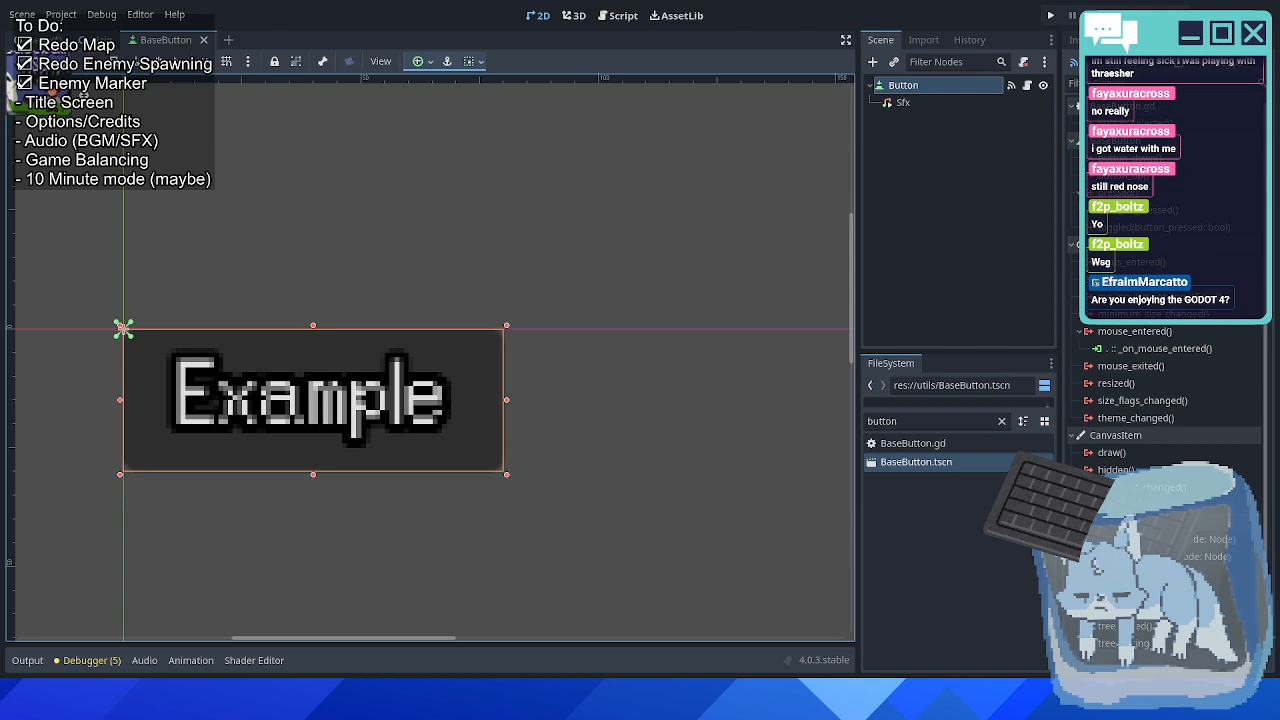 Scene Project Debug Editor Help
2D 3D Script AssetLib
To Do:
Redo Map
Redo Enemy Spawning
Enemy Marker
- Title Screen
- Options/Credits
- Audio (BGM/SFX)
- Game Balancing
- 10 Minute mode (maybe)
BaseButton
View
50
100
150
Example
Output
Debugger (5)
Audio
Animation
Shader Editor
4.0.3.stable
Scene Import History
Filter Nodes
Button
Sfx
FileSystem
res://utils/BaseButton.tscn
button
BaseButton.gd
BaseButton.tscn
im still feeling sick i was playing with
thraesher
fayaxuracross
no really
fayaxuracross
i got water with me
fayaxuracross
still red nose
f2p_boltz
Yo
f2p_boltz
Wsg
EfraimMarcatto
Are you enjoying the GODOT 4?
mouse_entered()
. :: _on_mouse_entered()
mouse_exited()
resized()
size_flags_changed()
theme_changed()
CanvasItem
draw()
hidden()